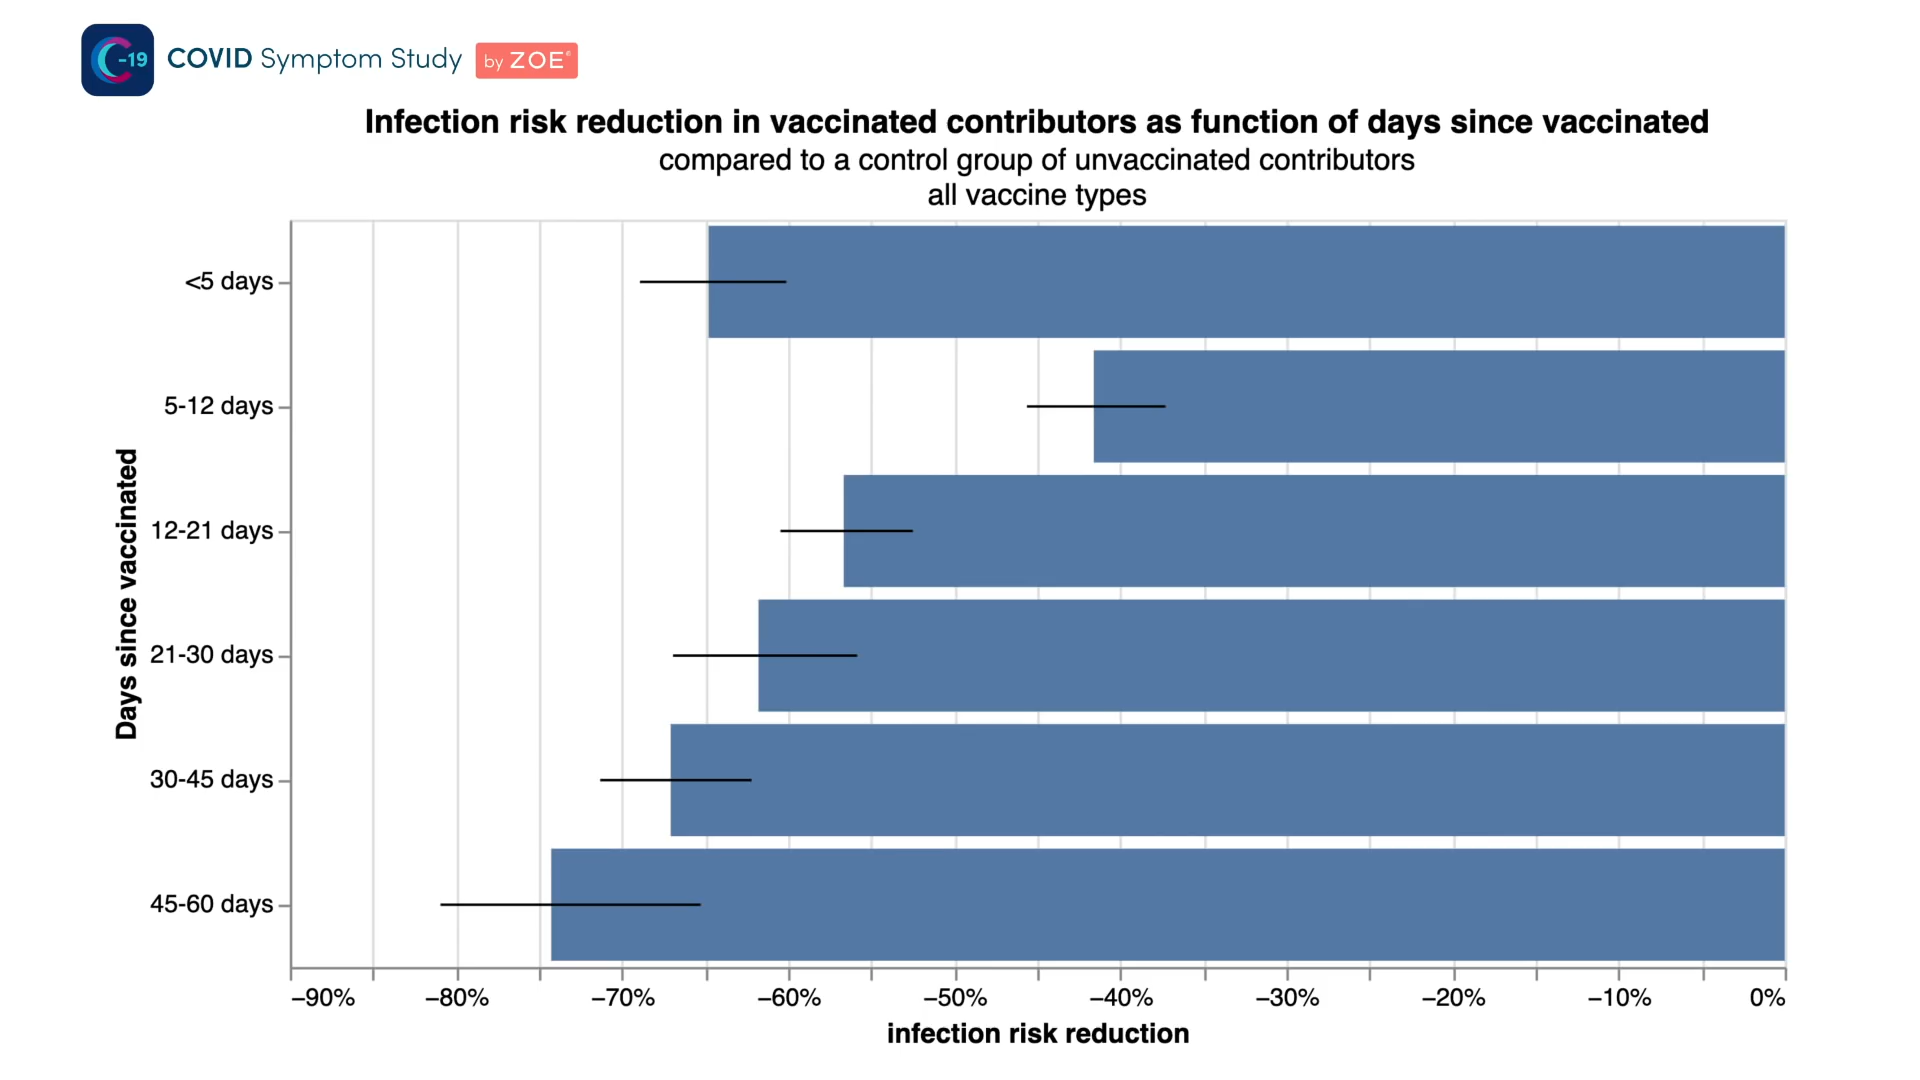 C-19 COVID Symptom Study by ZOE
Infection risk reduction in vaccinated contributors as function of days since vaccinated
compared to a control group of unvaccinated contributors
all vaccine types
Days since vaccinated
<5 days
5-12 days
12-21 days
21-30 days
30-45 days
45-60 days
−90% −80% −70% −60% −50% −40% −30% −20% −10% 0%
infection risk reduction